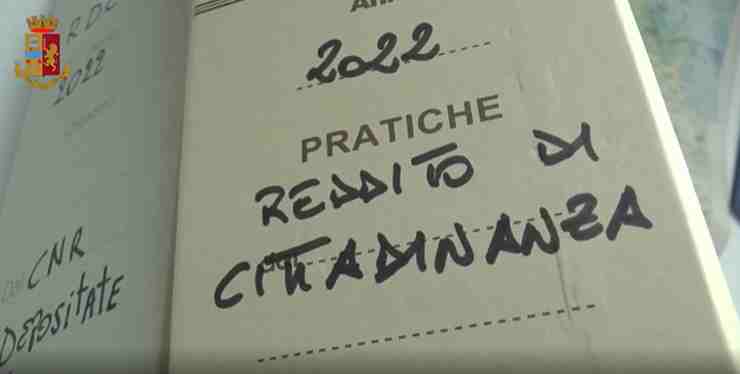 RDC
2022
CNR
DEPOSITATE
2022
PRATICHE
REDDITO DI
CITTADINANZA